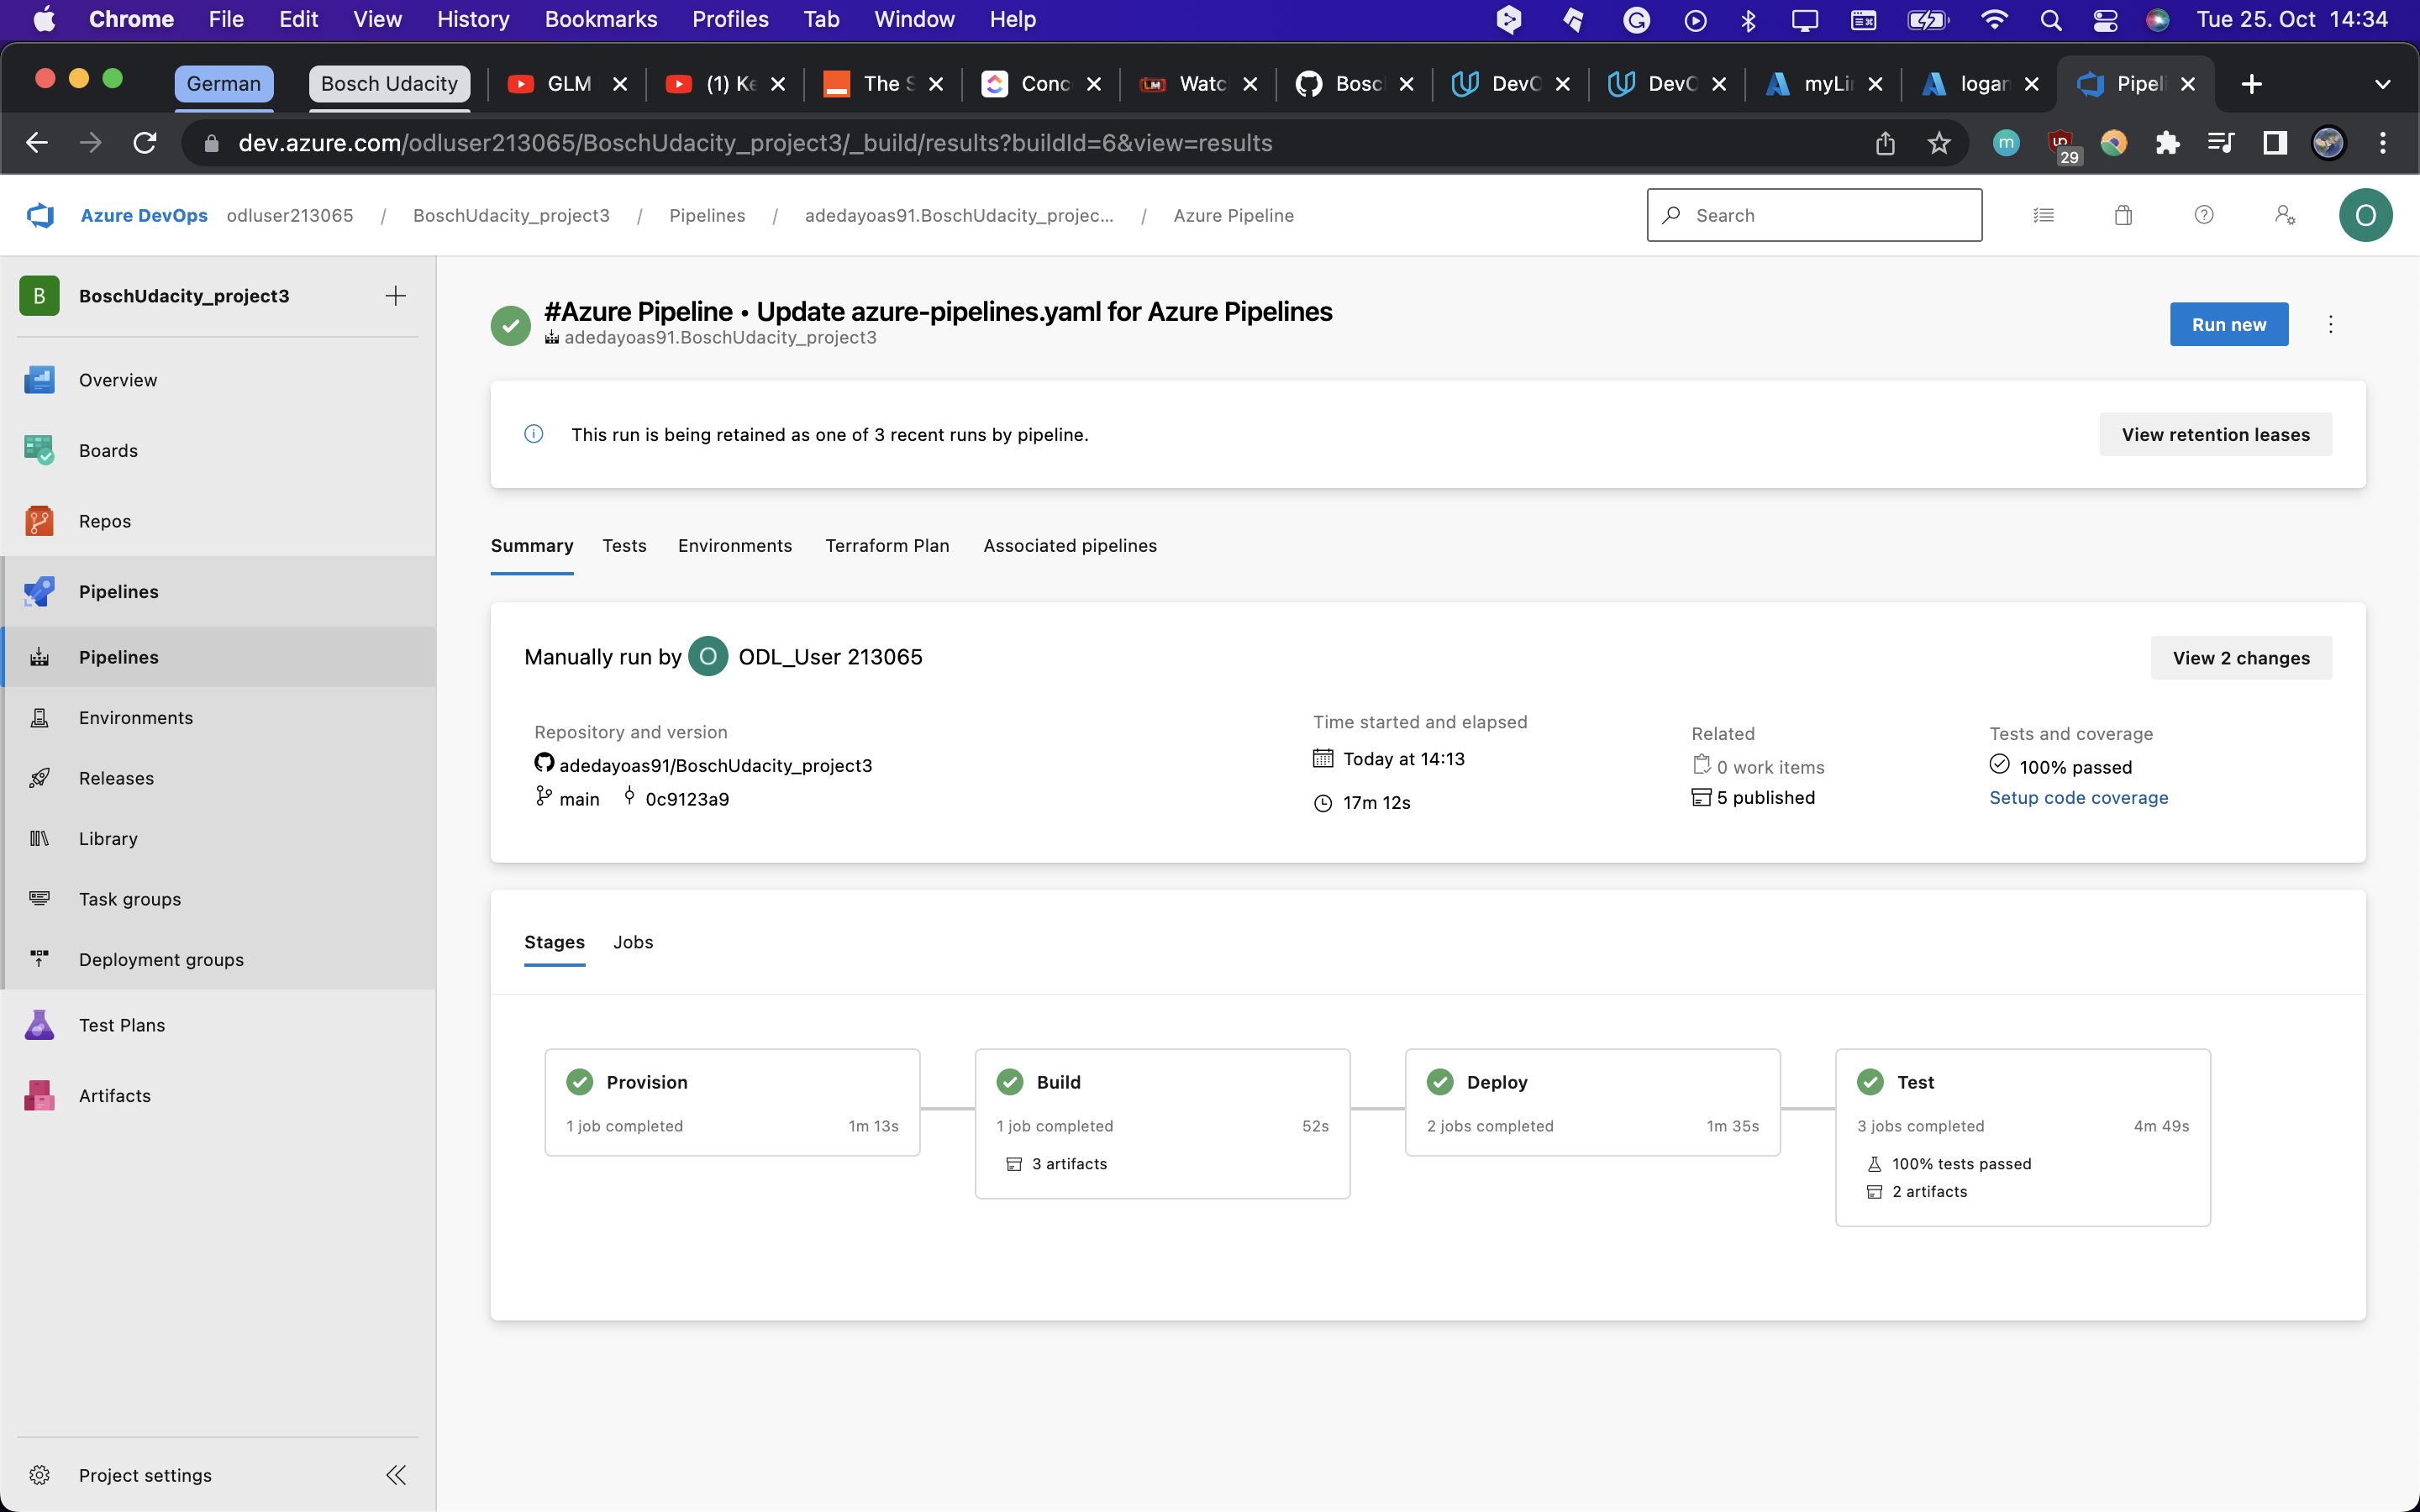 Chrome File Edit View History Bookmarks Profiles Tab Window Help Tue 25. Oct 14:34
German Bosch Udacity GLM (1) Ke The S Conc Watc Bosc DevO DevO myLi logan Pipeli
dev.azure.com/odluser213065/BoschUdacity_project3/_build/results?buildId=6&view=results
m
29
Azure DevOps odluser213065 / BoschUdacity_project3 / Pipelines / adedayoas91.BoschUdacity_projec... / Azure Pipeline
Search
O
B BoschUdacity_project3
Overview
Boards
Repos
Pipelines
Pipelines
Environments
Releases
Library
Task groups
Deployment groups
Test Plans
Artifacts
Project settings
#Azure Pipeline • Update azure-pipelines.yaml for Azure Pipelines
adedayoas91.BoschUdacity_project3
Run new
This run is being retained as one of 3 recent runs by pipeline.
View retention leases
Summary Tests Environments Terraform Plan Associated pipelines
Manually run by O ODL_User 213065
View 2 changes
Repository and version
adedayoas91/BoschUdacity_project3
main 0c9123a9
Time started and elapsed
Today at 14:13
17m 12s
Related
0 work items
5 published
Tests and coverage
100% passed
Setup code coverage
Stages Jobs
Provision
1 job completed 1m 13s
Build
1 job completed 52s
3 artifacts
Deploy
2 jobs completed 1m 35s
Test
3 jobs completed 4m 49s
100% tests passed
2 artifacts